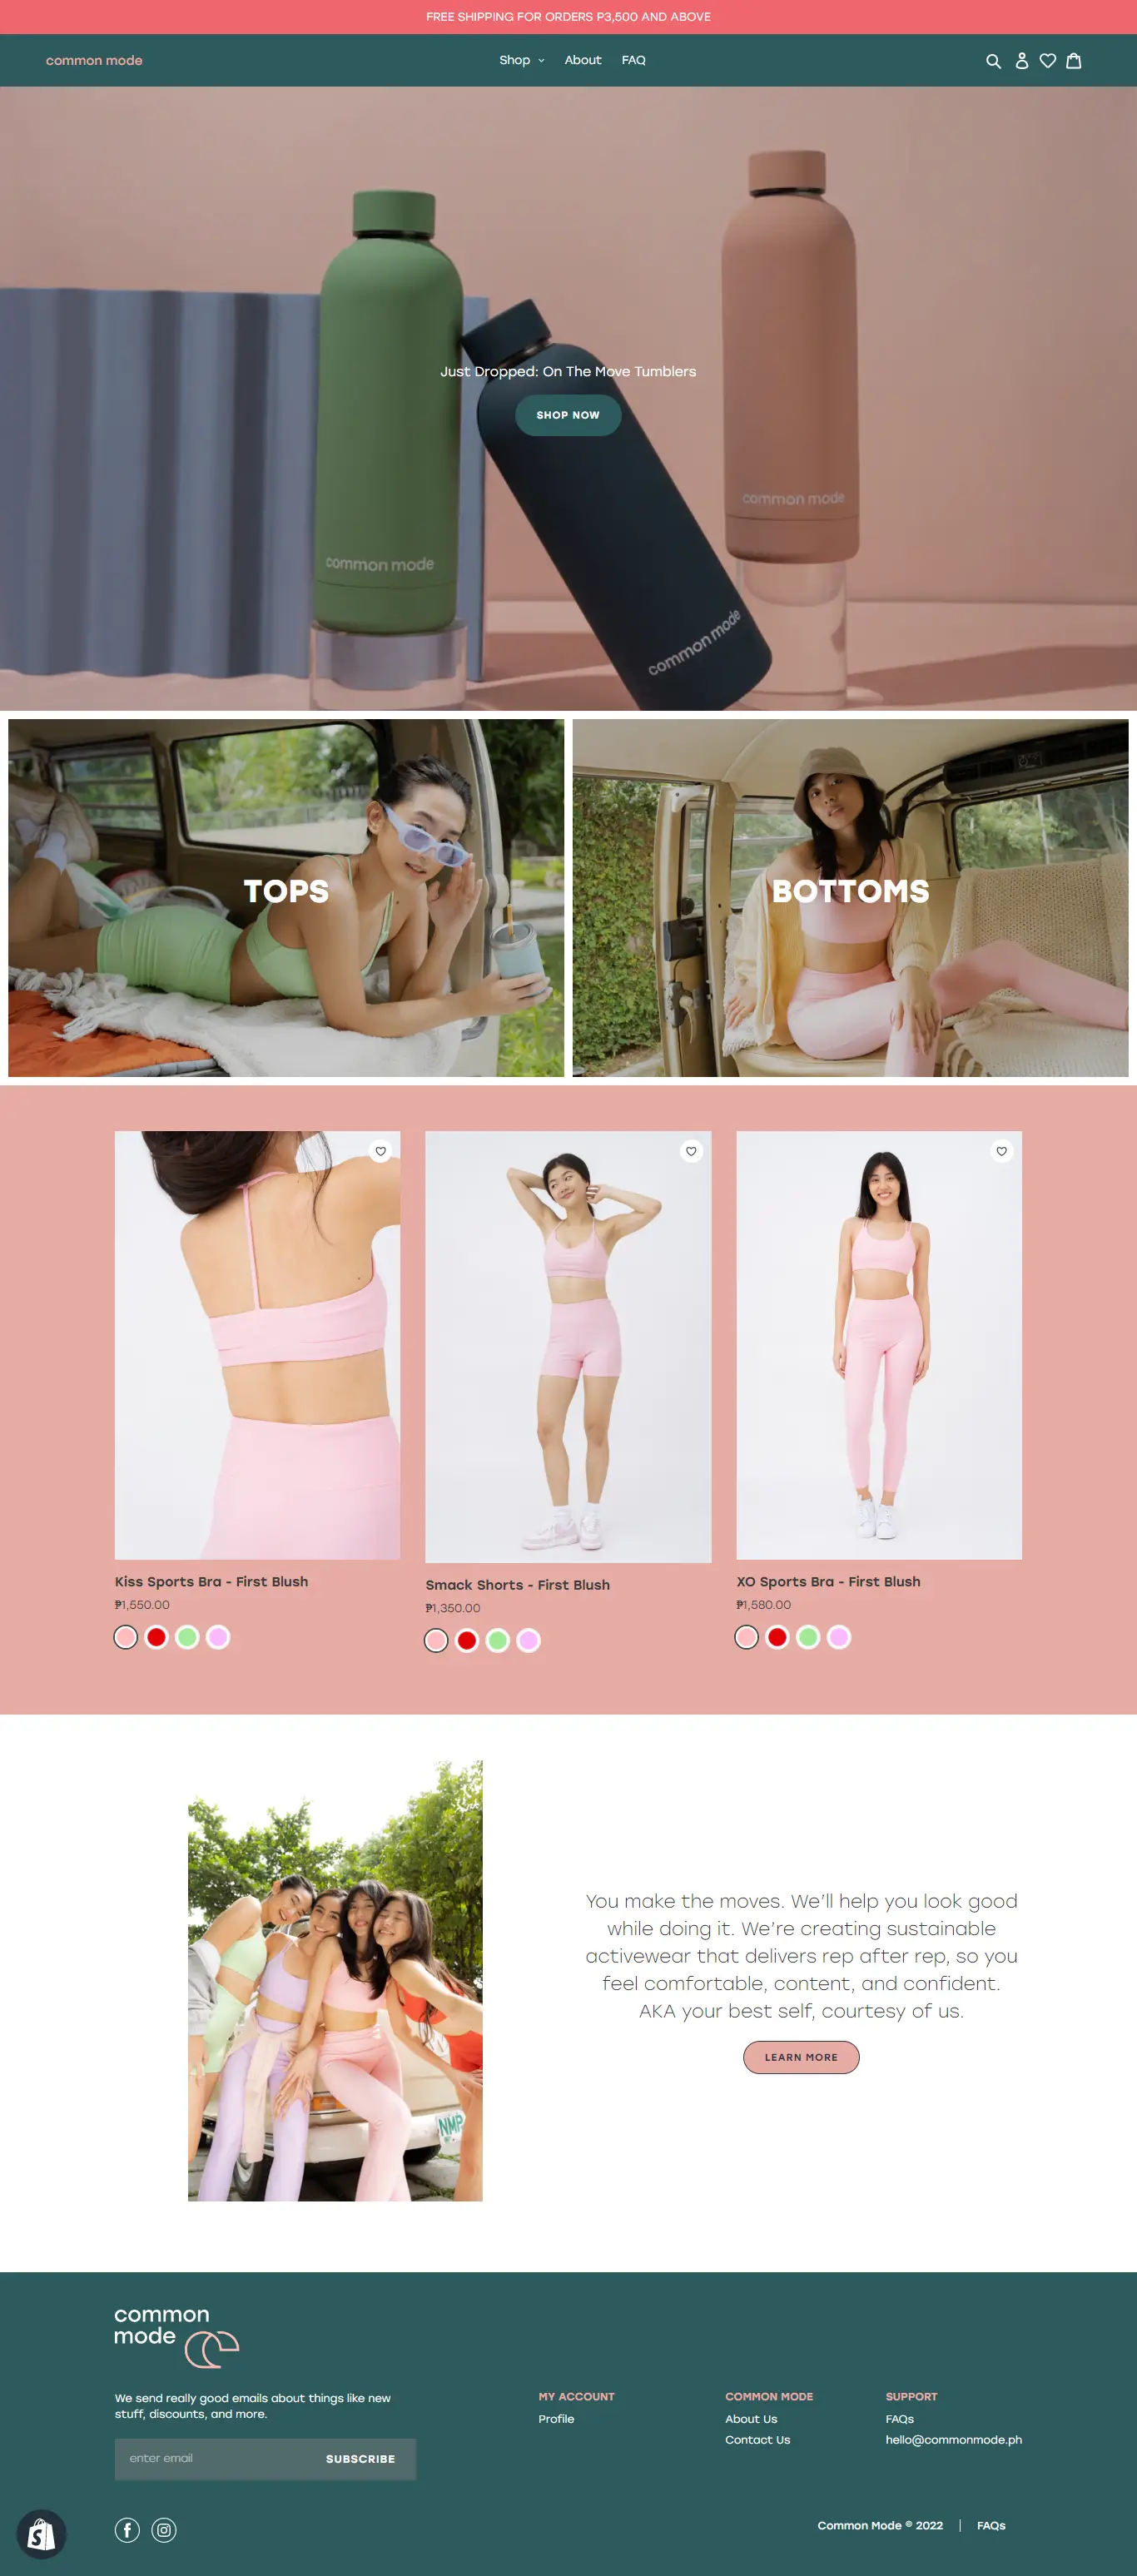 FREE SHIPPING FOR ORDERS P3,500 AND ABOVE
common mode
Shop
About
FAQ
Just Dropped: On The Move Tumblers
SHOP NOW
common mode
common mode
common mode
TOPS
BOTTOMS
Kiss Sports Bra - First Blush
₱1,550.00
Smack Shorts - First Blush
₱1,350.00
XO Sports Bra - First Blush
₱1,580.00
You make the moves. We’ll help you look good
while doing it. We’re creating sustainable
activewear that delivers rep after rep, so you
feel comfortable, content, and confident.
AKA your best self, courtesy of us.
LEARN MORE
NMP
common
mode
We send really good emails about things like new
stuff, discounts, and more.
enter email
SUBSCRIBE
MY ACCOUNT
Profile
COMMON MODE
About Us
Contact Us
SUPPORT
FAQs
hello@commonmode.ph
Common Mode © 2022
FAQs